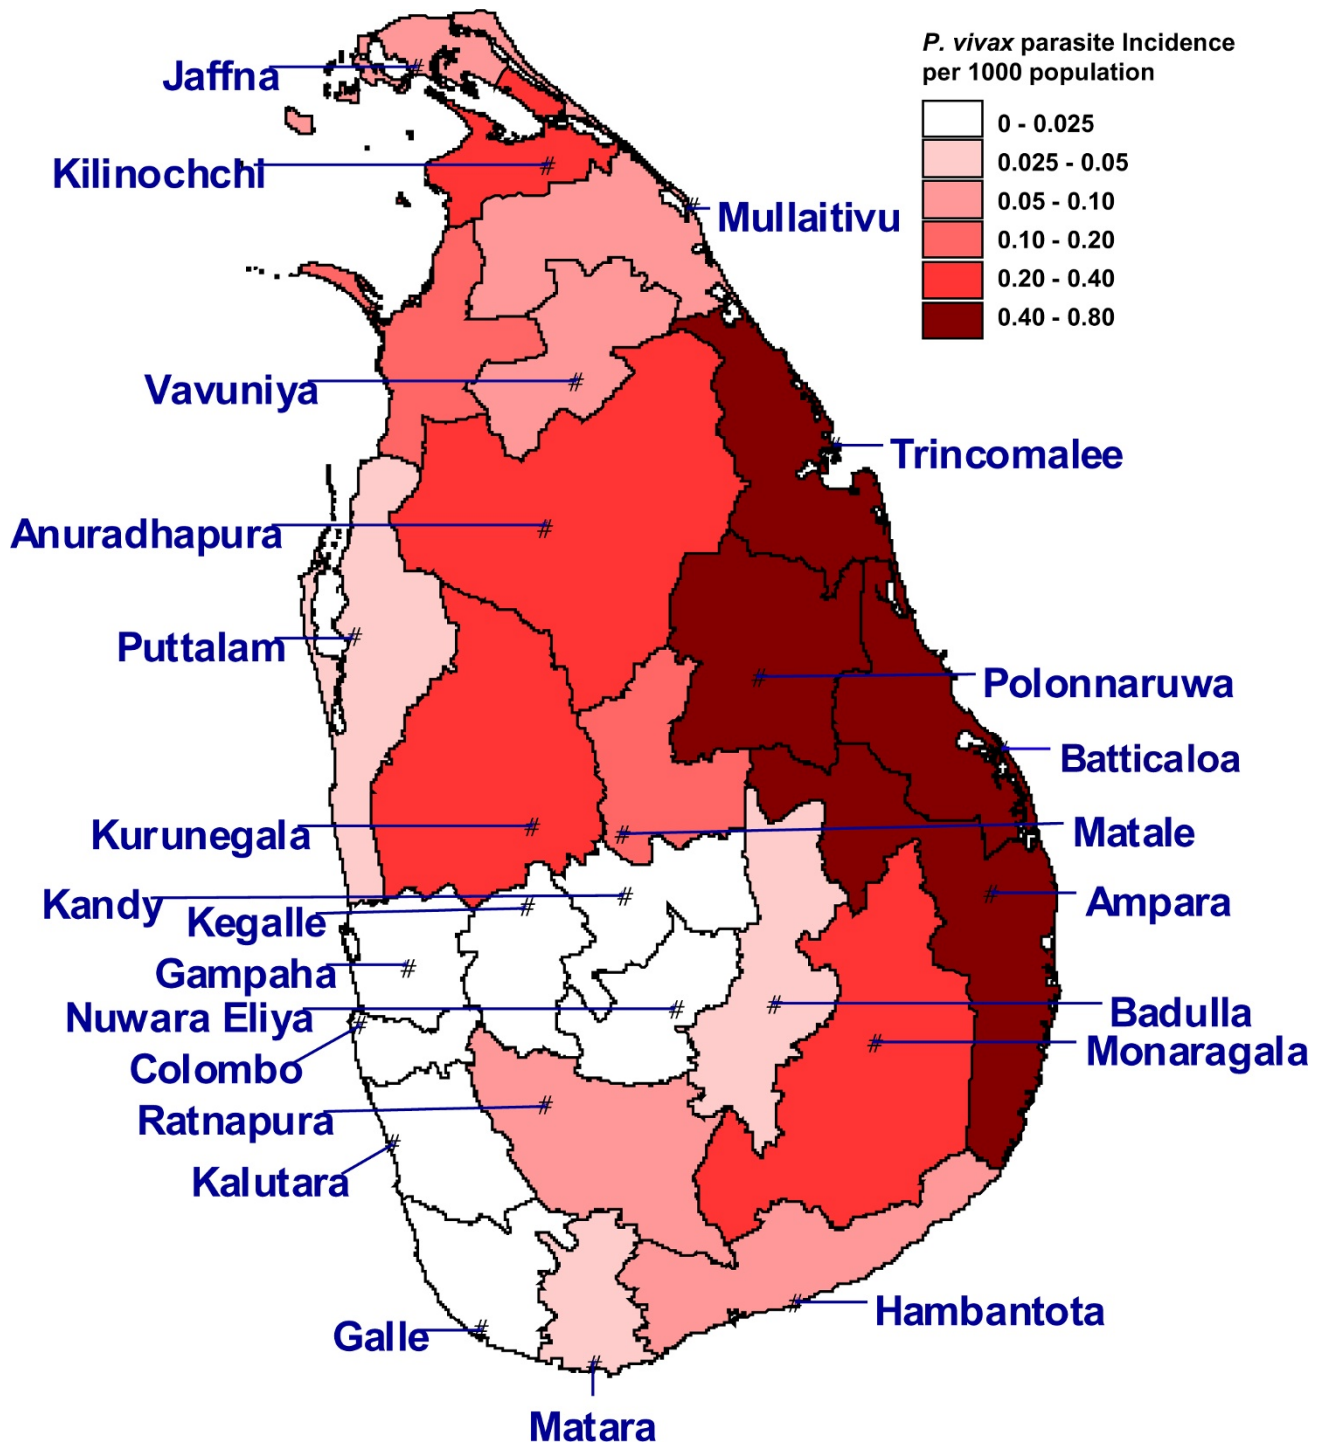 P. vivax parasite Incidence
per 1000 population
0 - 0.025
0.025 - 0.05
0.05 - 0.10
0.10 - 0.20
0.20 - 0.40
0.40 - 0.80
Jaffna
Kilinochchi
Mullaitivu
Vavuniya
Trincomalee
Anuradhapura
Puttalam
Polonnaruwa
Batticaloa
Kurunegala
Matale
Kandy
Ampara
Kegalle
Gampaha
Nuwara Eliya
Badulla
Monaragala
Colombo
Ratnapura
Kalutara
Hambantota
Galle
Matara